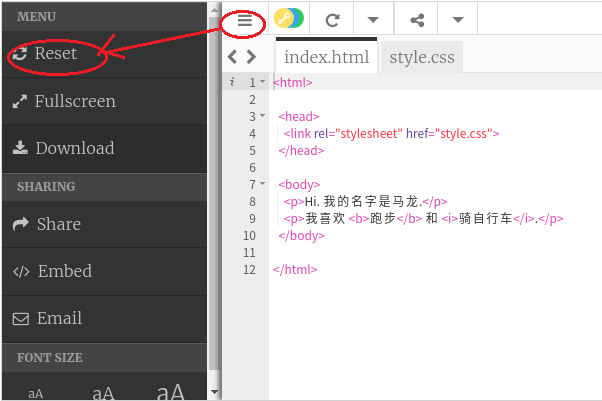 MENU
Reset
Fullscreen
Download
SHARING
Share
Embed
Email
FONT SIZE
aA aA aA
index.html style.css
i 1 <html>
2
3 <head>
4 <link rel="stylesheet" href="style.css">
5 </head>
6
7 <body>
8 <p>Hi. 我的名字是马龙.</p>
9 <p>我喜欢 <b>跑步</b> 和 <i>骑自行车</i>.</p>
10 </body>
11
12 </html>